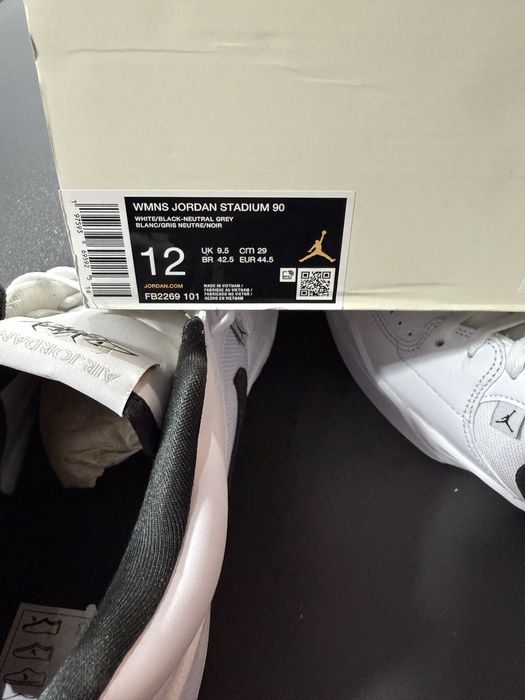 WMNS JORDAN STADIUM 90
WHITE/BLACK-NEUTRAL GREY
BLANC/GRIS NEUTRE/NOIR
12
UK 9.5 cm 29
BR 42.5 EUR 44.5
JORDAN.COM
FB2269 101
MADE IN VIETNAM /
FABRIQUE AU VIETNAM /
FABRICADO NO VIETNÃ /
HECHO EN VIETNAM
AIR JORDAN